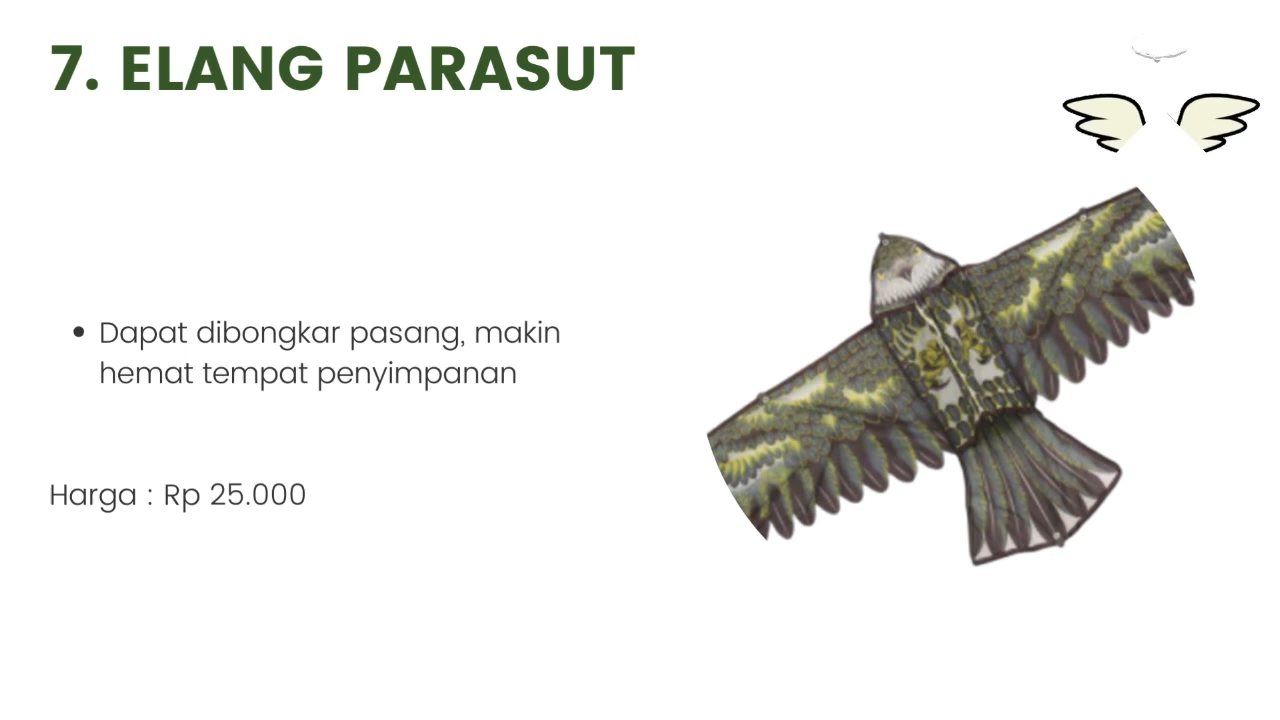 7. ELANG PARASUT
• Dapat dibongkar pasang, makin
hemat tempat penyimpanan
Harga : Rp 25.000